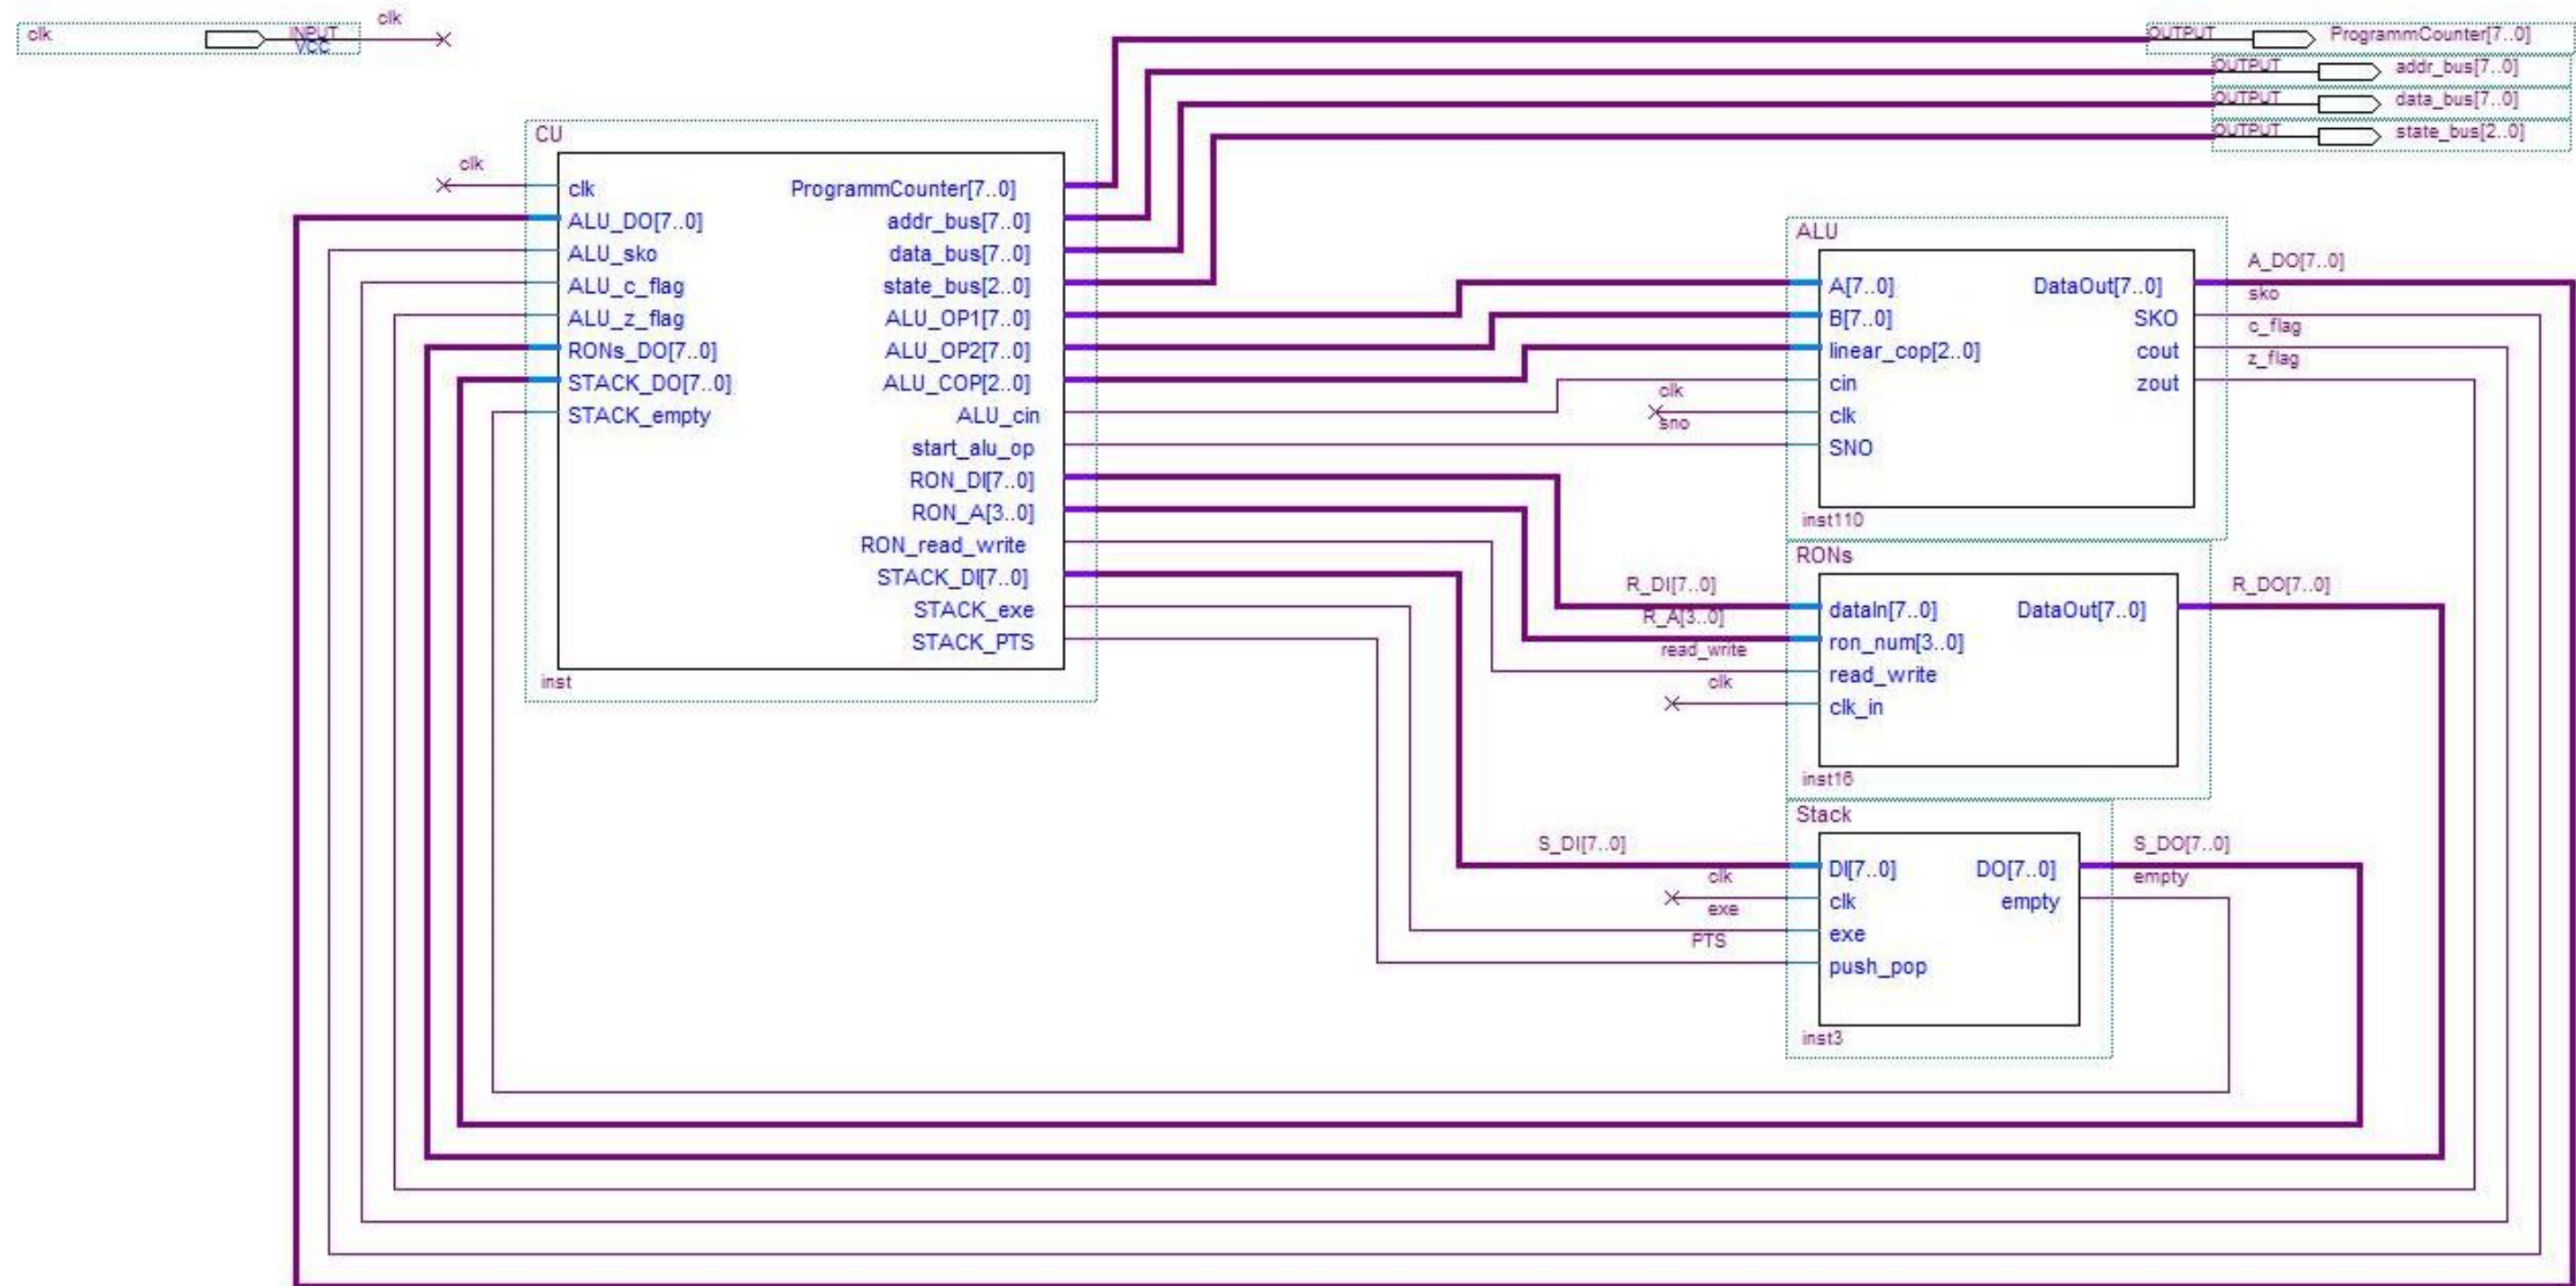 clk
INPUT
VCC
clk
OUTPUT
ProgrammCounter[7..0]
OUTPUT
addr_bus[7..0]
OUTPUT
data_bus[7..0]
OUTPUT
state_bus[2..0]
CU
clk
clk
ALU_DO[7..0]
ALU_sko
ALU_c_flag
ALU_z_flag
RONs_DO[7..0]
STACK_DO[7..0]
STACK_empty
ProgrammCounter[7..0]
addr_bus[7..0]
data_bus[7..0]
state_bus[2..0]
ALU_OP1[7..0]
ALU_OP2[7..0]
ALU_COP[2..0]
ALU_cin
start_alu_op
RON_DI[7..0]
RON_A[3..0]
RON_read_write
STACK_DI[7..0]
STACK_exe
STACK_PTS
inst
ALU
A[7..0]
B[7..0]
linear_cop[2..0]
cin
clk
SNO
clk
sno
DataOut[7..0]
SKO
cout
zout
A_DO[7..0]
sko
c_flag
z_flag
inst110
RONs
R_DI[7..0]
R_A[3..0]
read_write
clk
dataIn[7..0]
ron_num[3..0]
read_write
clk_in
DataOut[7..0]
R_DO[7..0]
inst16
Stack
S_DI[7..0]
clk
exe
PTS
DI[7..0]
clk
exe
push_pop
DO[7..0]
empty
S_DO[7..0]
empty
inst3